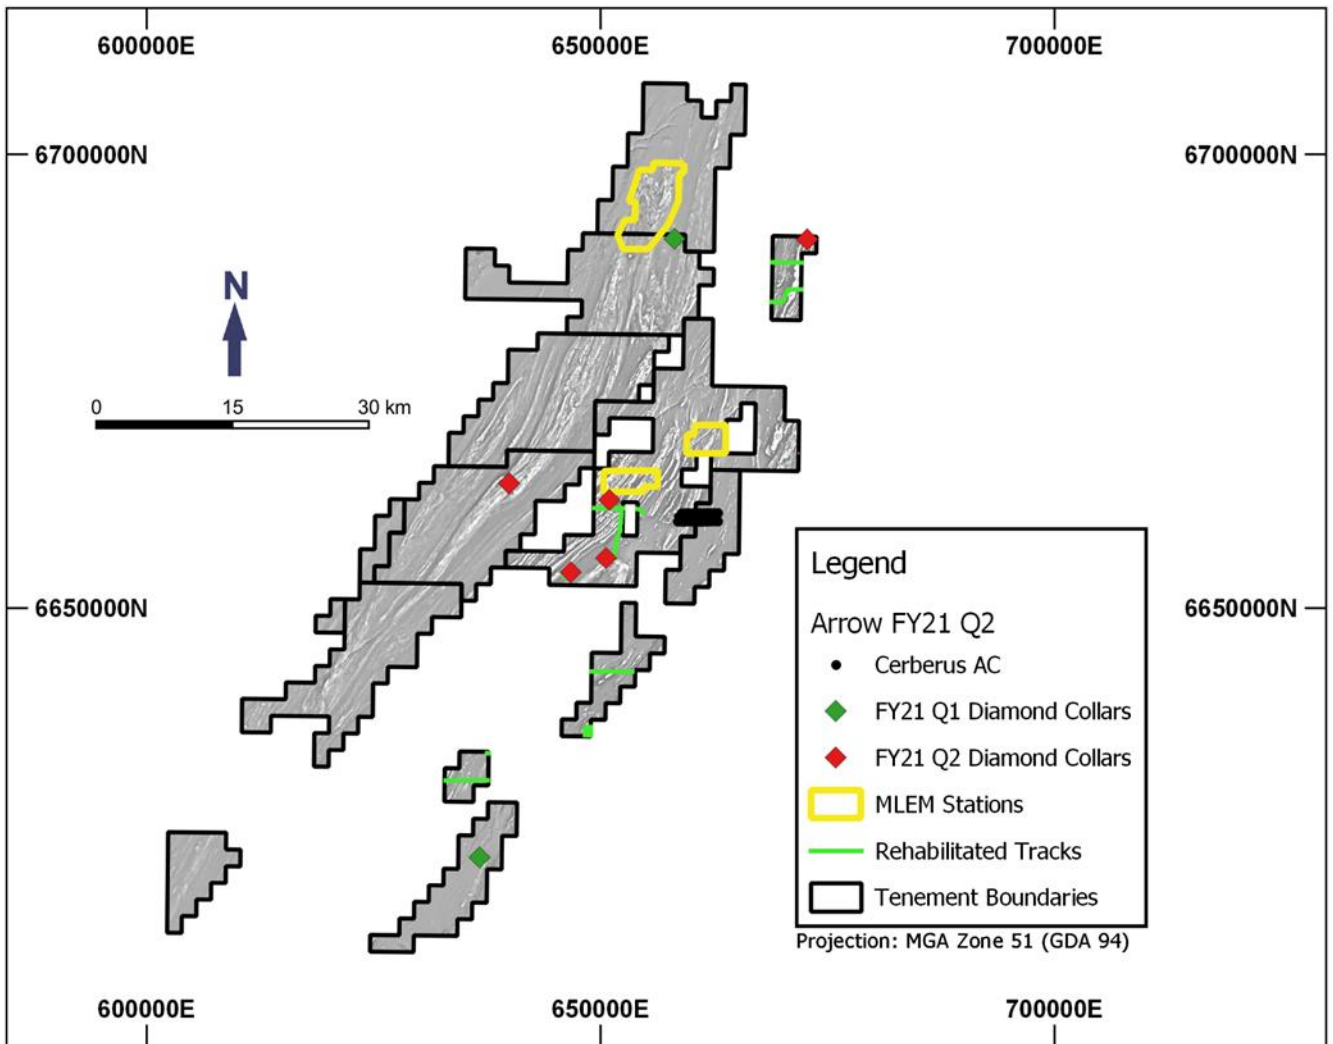 600000E 650000E 700000E
6700000N 6700000N
N
0 15 30 km
6650000N 6650000N
Legend
Arrow FY21 Q2
Cerberus AC
FY21 Q1 Diamond Collars
FY21 Q2 Diamond Collars
MLEM Stations
Rehabilitated Tracks
Tenement Boundaries
Projection: MGA Zone 51 (GDA 94)
600000E 650000E 700000E